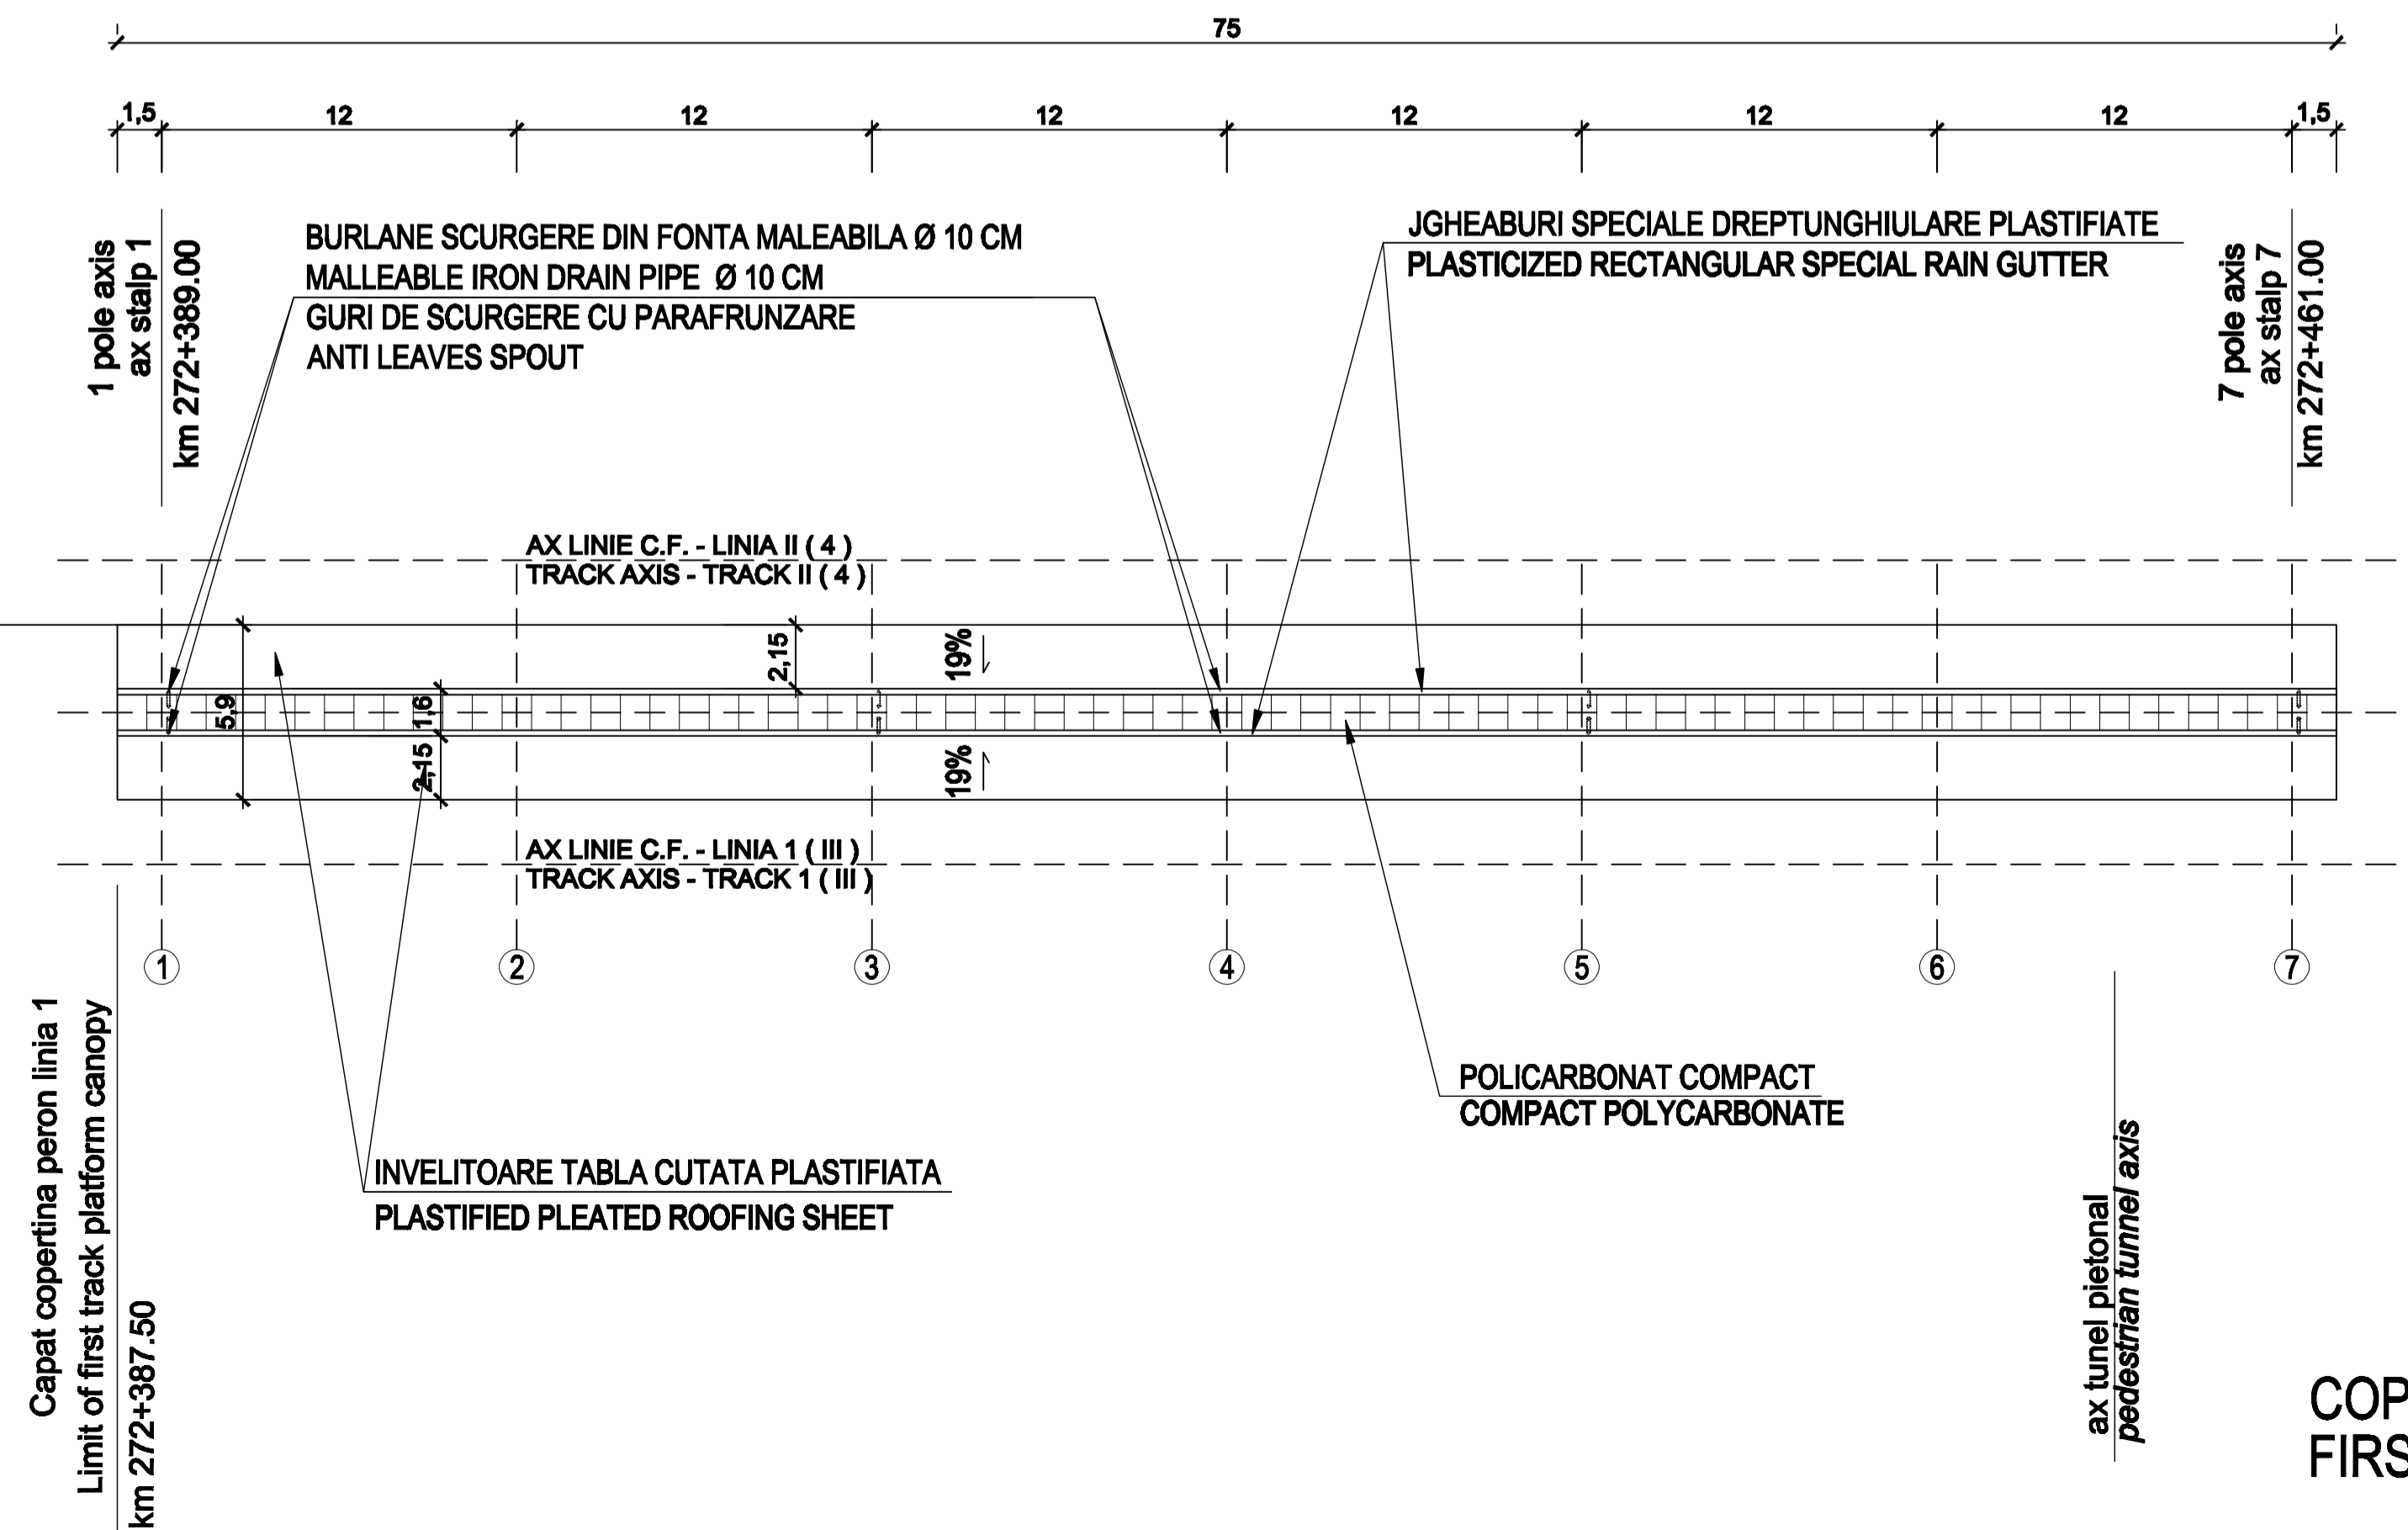 75
1,5
12
12
12
12
12
12
1,5
1 pole axis
ax stalp 1
km 272+389.00
BURLANE SCURGERE DIN FONTA MALEABILA Ø 10 CM
MALLEABLE IRON DRAIN PIPE Ø 10 CM
GURI DE SCURGERE CU PARAFRUNZARE
ANTI LEAVES SPOUT
JGHEABURI SPECIALE DREPTUNGHIULARE PLASTIFIATE
PLASTICIZED RECTANGULAR SPECIAL RAIN GUTTER
7 pole axis
ax stalp 7
km 272+461.00
AX LINIE C.F. - LINIA II ( 4 )
TRACK AXIS - TRACK II ( 4 )
2,15
19%
5,9
1,6
2,15
19%
AX LINIE C.F. - LINIA 1 ( III )
TRACK AXIS - TRACK 1 ( III )
1
2
3
4
5
6
7
Capat copertina peron linia 1
Limit of first track platform canopy
km 272+387.50
POLICARBONAT COMPACT
COMPACT POLYCARBONATE
INVELITOARE TABLA CUTATA PLASTIFIATA
PLASTIFIED PLEATED ROOFING SHEET
ax tunel pietonal
pedestrian tunnel axis
COP
FIRS